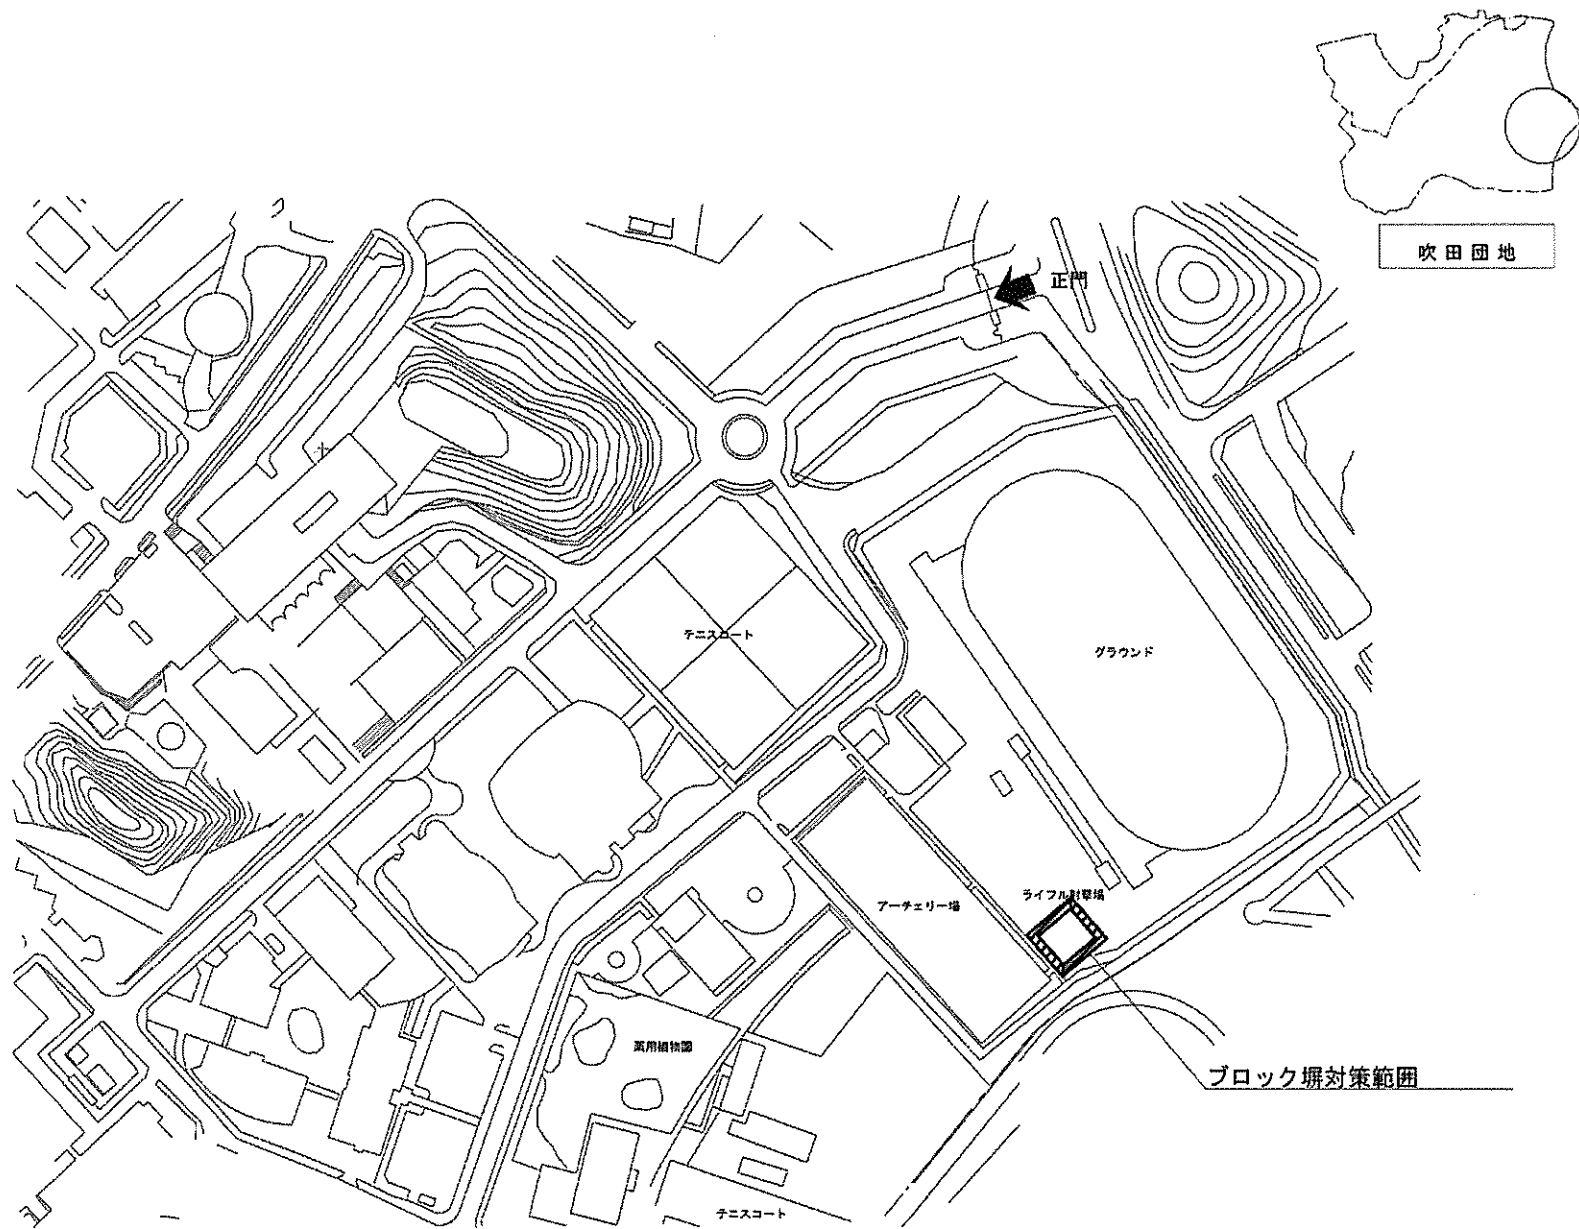 吹田団地
正門
テニスコート
グラウンド
ライフル射撃場
アーチェリー場
薬用植物園
ブロック塀対策範囲
テニスコート